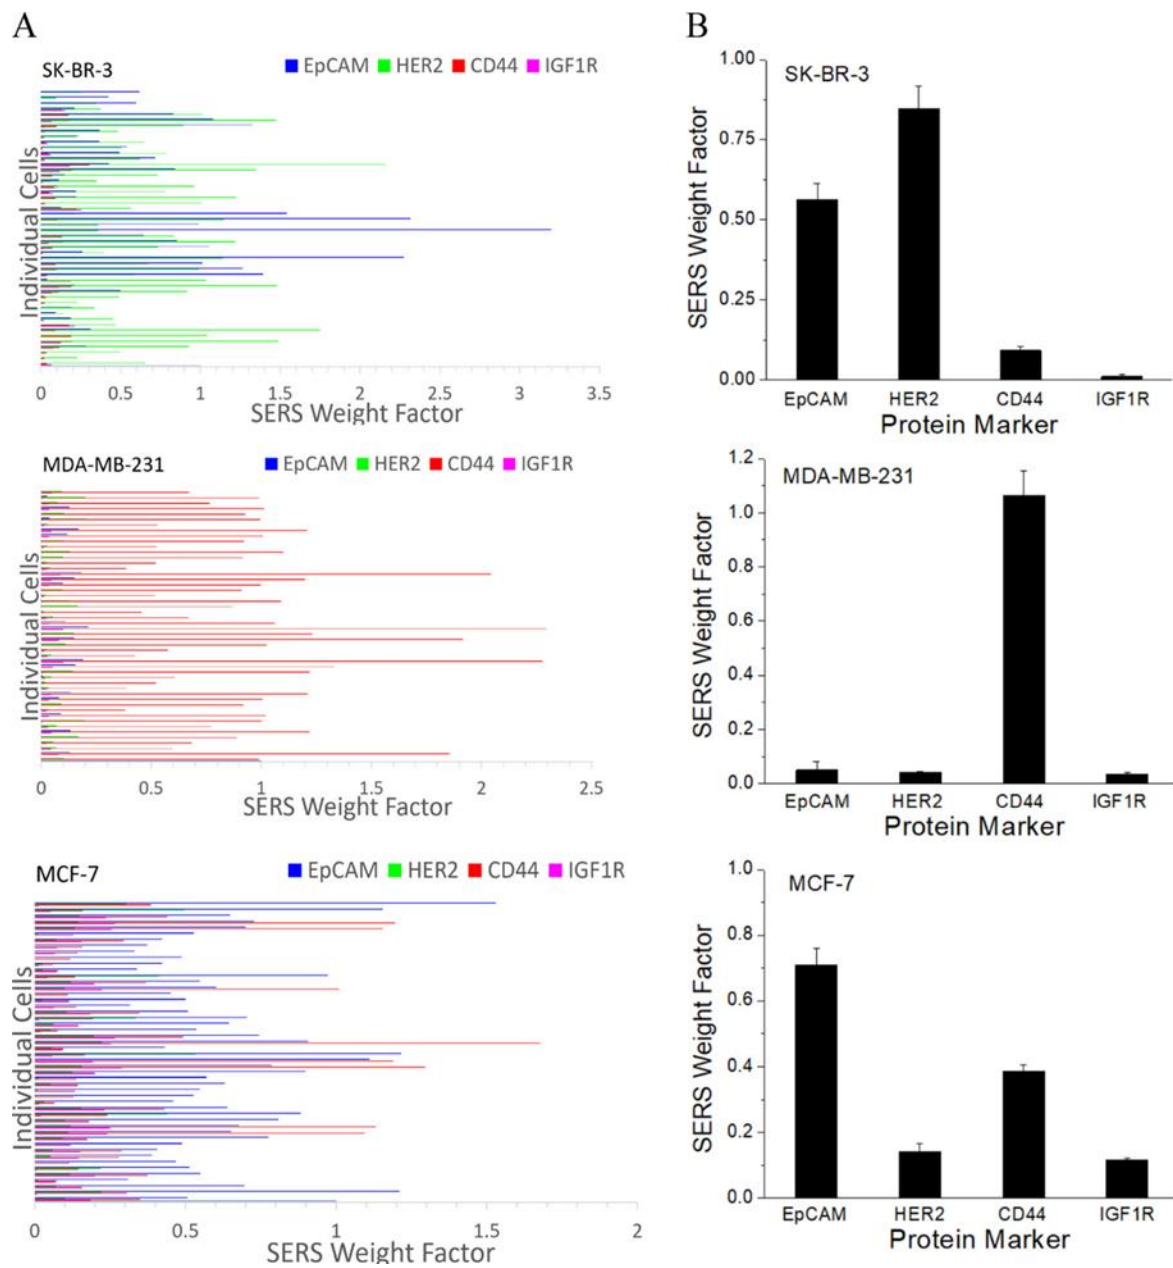 A
SK-BR-3
EpCAM HER2 CD44 IGF1R
Individual Cells
0 0.5 1 1.5 2 2.5 3 3.5
SERS Weight Factor
MDA-MB-231
EpCAM HER2 CD44 IGF1R
Individual Cells
0 0.5 1 1.5 2 2.5
SERS Weight Factor
MCF-7
EpCAM HER2 CD44 IGF1R
Individual Cells
0 0.5 1 1.5 2
SERS Weight Factor
B
SK-BR-3
SERS Weight Factor
1.00
0.75
0.50
0.25
0.00
EpCAM HER2 CD44 IGF1R
Protein Marker
MDA-MB-231
SERS Weight Factor
1.2
1.0
0.8
0.6
0.4
0.2
0.0
EpCAM HER2 CD44 IGF1R
Protein Marker
MCF-7
SERS Weight Factor
1.0
0.8
0.6
0.4
0.2
0.0
EpCAM HER2 CD44 IGF1R
Protein Marker